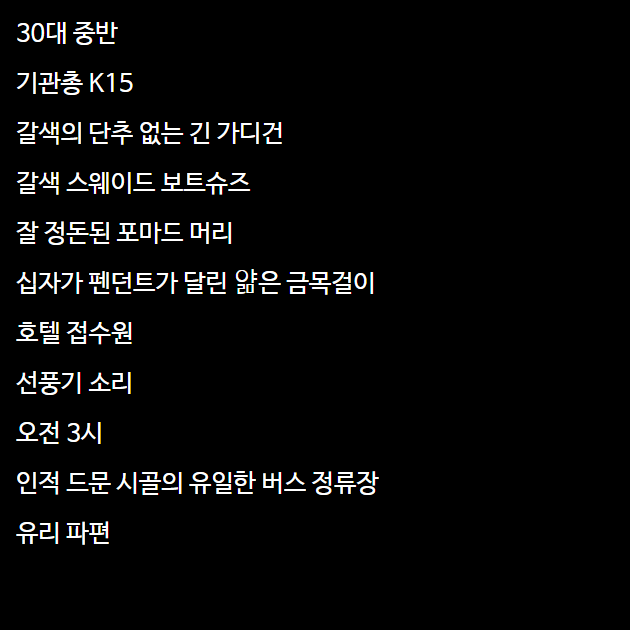 30대 중반
기관총 K15
갈색의 단추 없는 긴 가디건
갈색 스웨이드 보트슈즈
잘 정돈된 포마드 머리
십자가 펜던트가 달린 얆은 금목걸이
호텔 접수원
선풍기 소리
오전 3시
인적 드문 시골의 유일한 버스 정류장
유리 파편